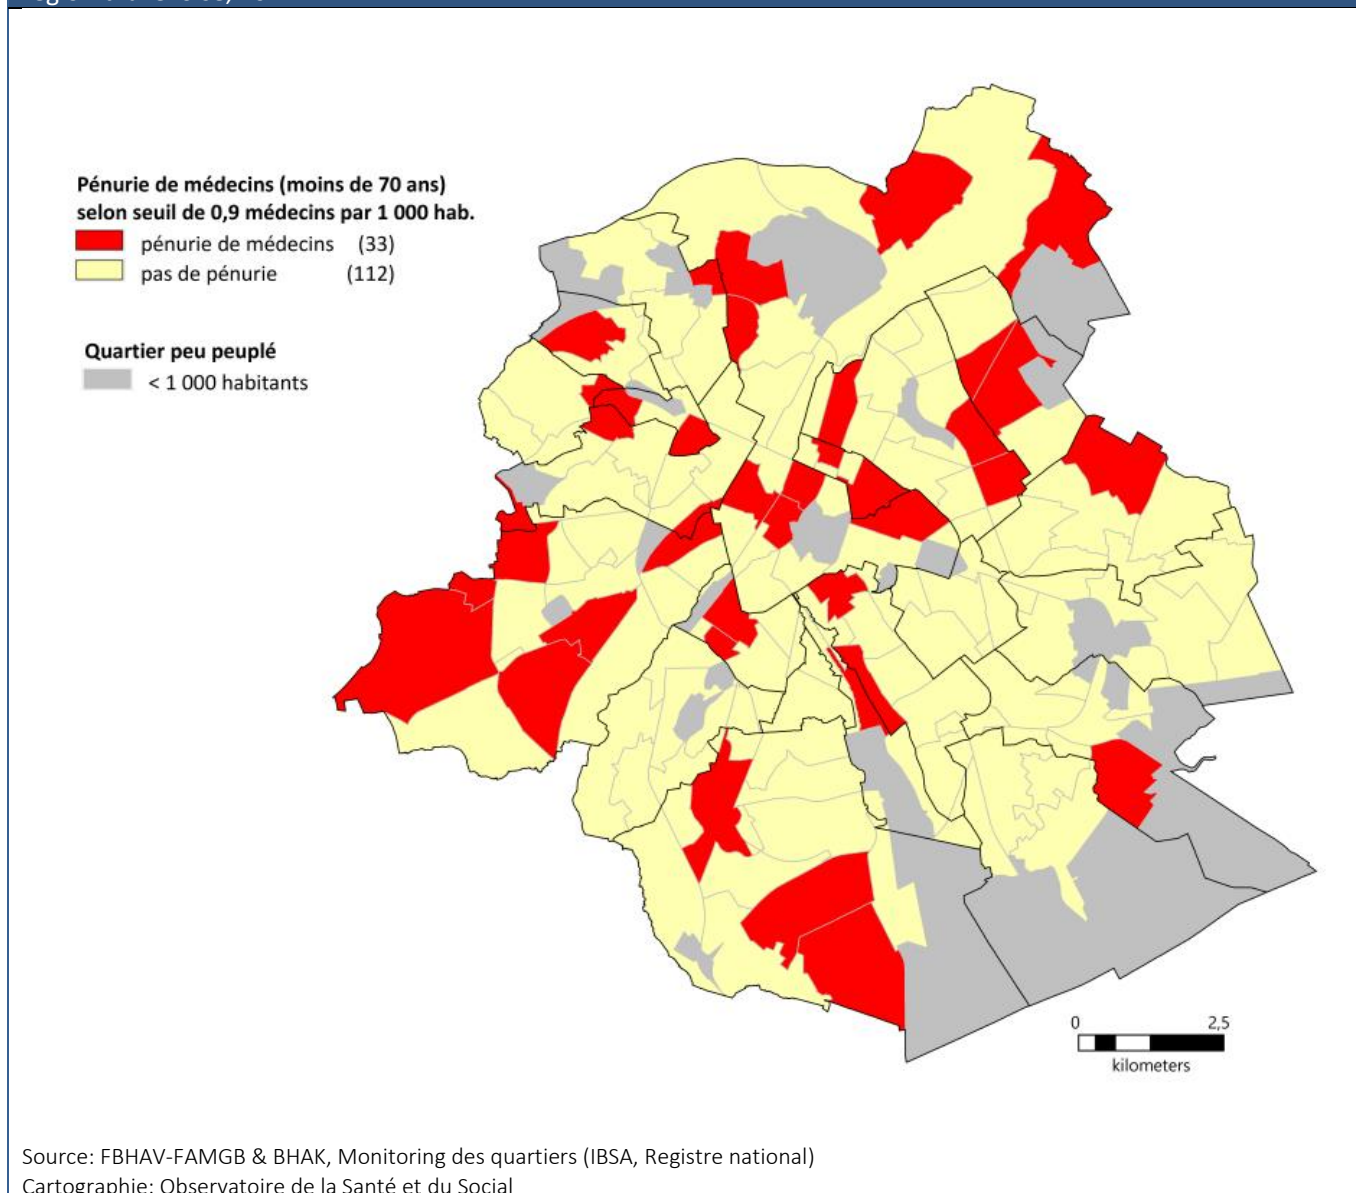 Pénurie de médecins (moins de 70 ans)
selon seuil de 0,9 médecins par 1 000 hab.
pénurie de médecins (33)
pas de pénurie (112)
Quartier peu peuplé
< 1 000 habitants
0 2,5
kilometers
Source: FBHAV-FAMGB & BHAK, Monitoring des quartiers (IBSA, Registre national)
Cartographie: Observatoire de la Santé et du Social